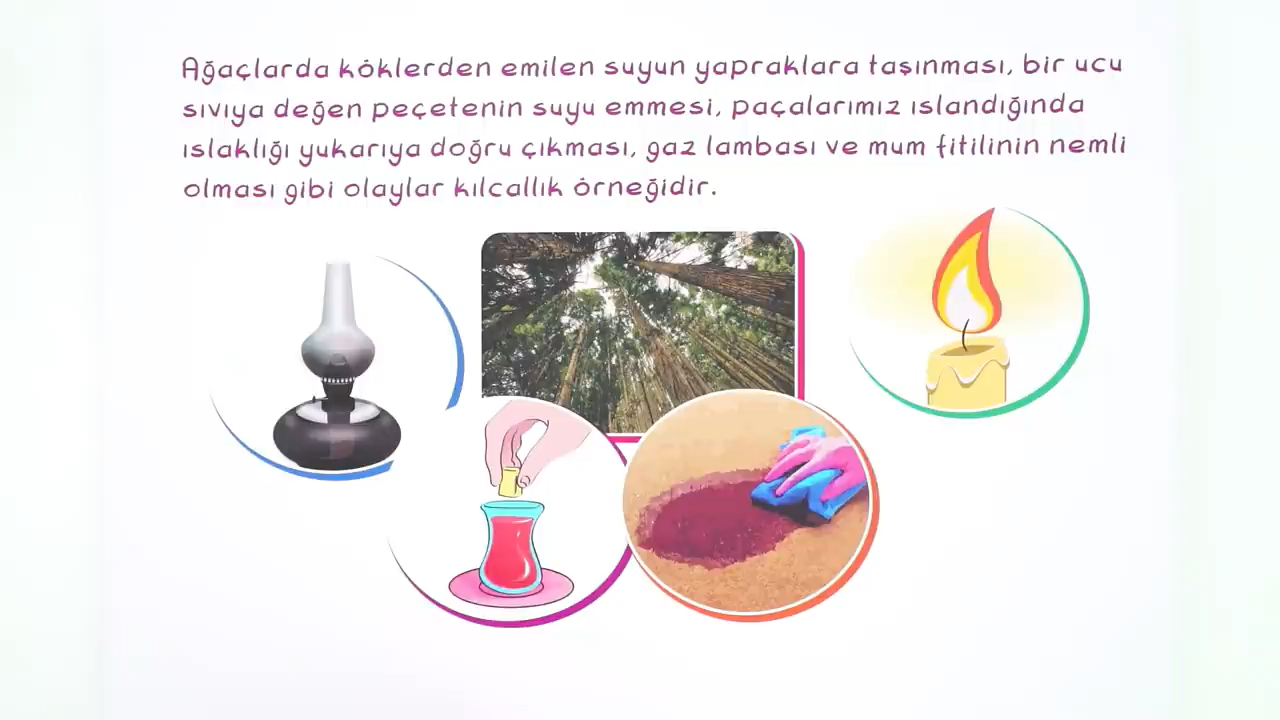 Ağaçlarda köklerden emilen suyun yapraklara taşınması, bir ucu
sıvıya değen peçetenin suyu emmesi, paçalarımız ıslandığında
ıslaklığı yukarıya doğru çıkması, gaz lambası ve mum fitilinin nemli
olması gibi olaylar kılcallık örneğidir.